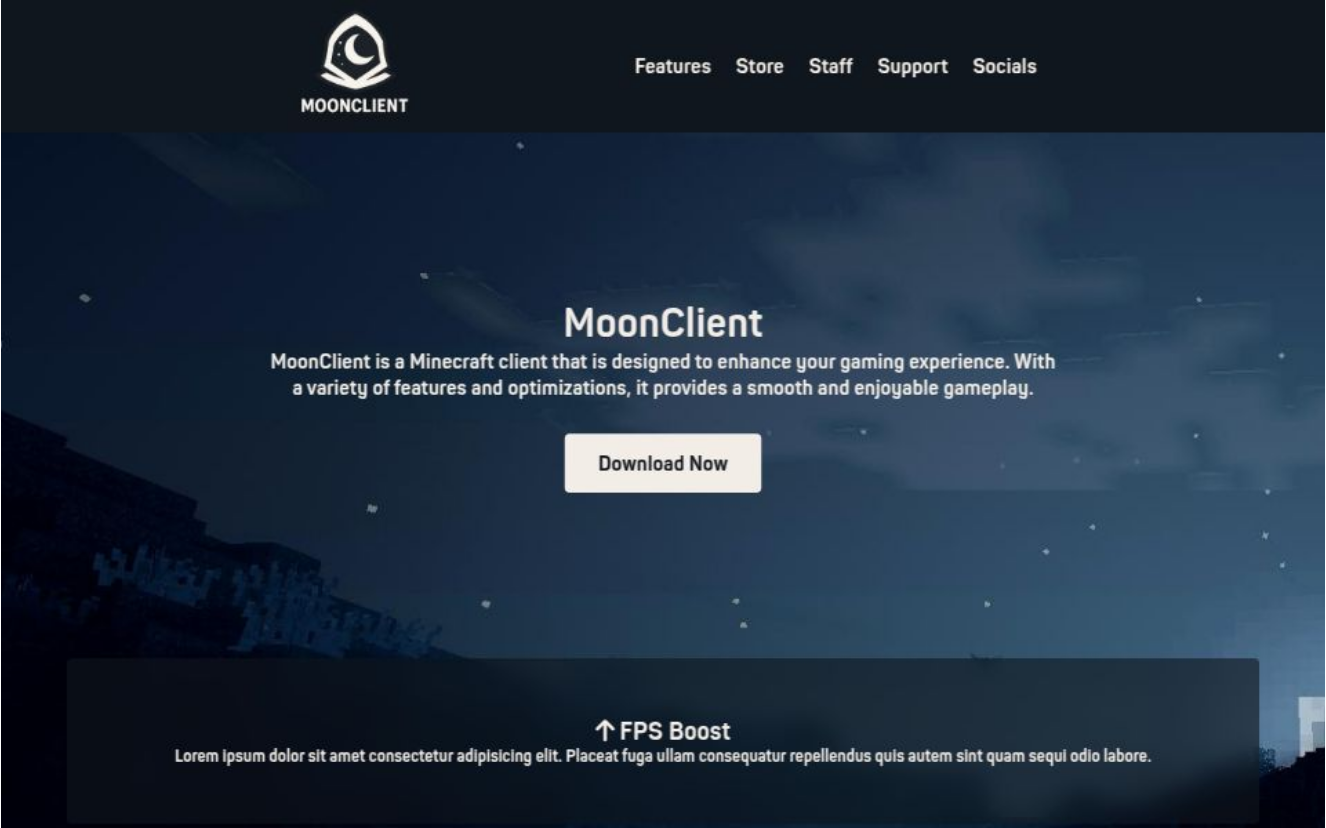 MOONCLIENT
Features Store Staff Support Socials
MoonClient
MoonClient is a Minecraft client that is designed to enhance your gaming experience. With
a variety of features and optimizations, it provides a smooth and enjoyable gameplay.
Download Now
↑ FPS Boost
Lorem ipsum dolor sit amet consectetur adipisicing elit. Placeat fuga ullam consequatur repellendus quis autem sint quam sequi odio labore.